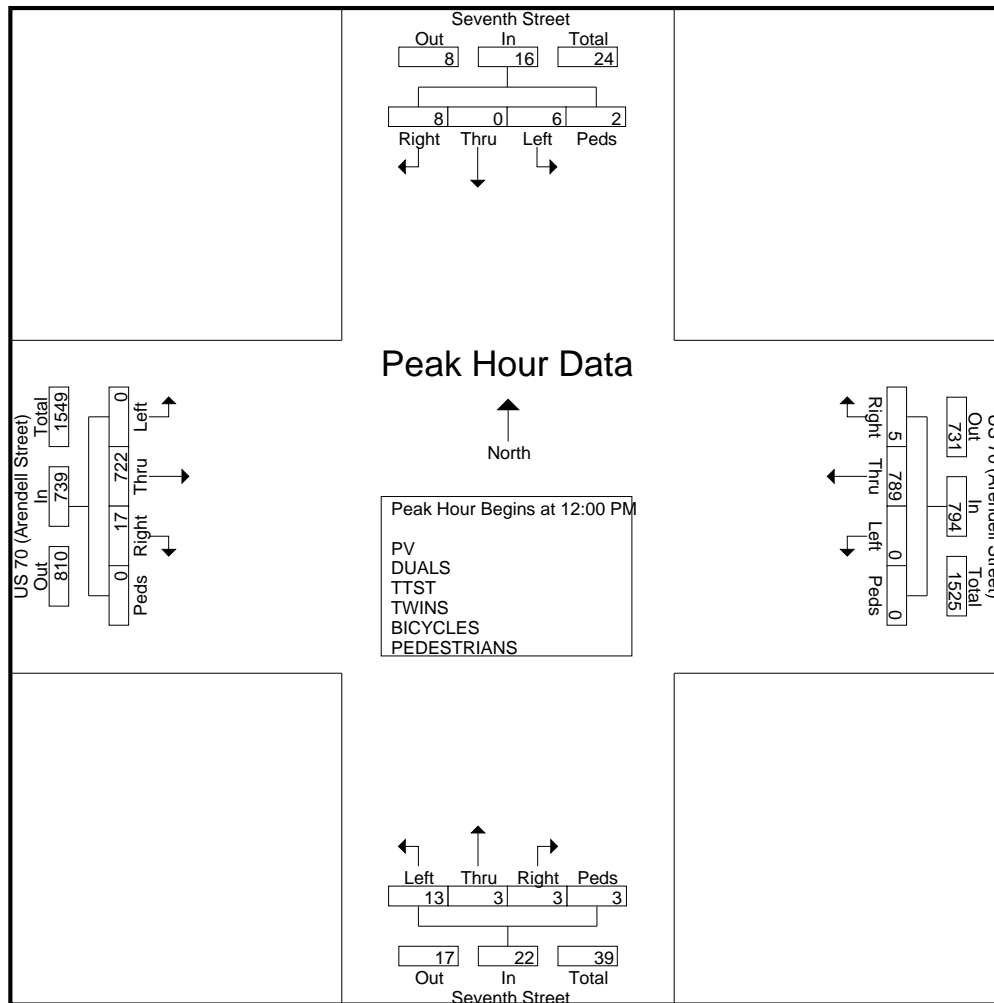 Seventh Street
Out In Total
8 16 24
8 0 6 2
Right Thru Left Peds
Peak Hour Data
North
Peak Hour Begins at 12:00 PM
PV
DUALS
TTST
TWINS
BICYCLES
PEDESTRIANS
US 70 (Arendell Street)
Out In Total
810 739 1549
0 17 722 0
Peds Right Thru Left
US 70 (Arendell Street)
Out In Total
731 794 1525
5 789 0 0
Right Thru Left Peds
Left Thru Right Peds
13 3 3 3
17 22 39
Out In Total
Seventh Street